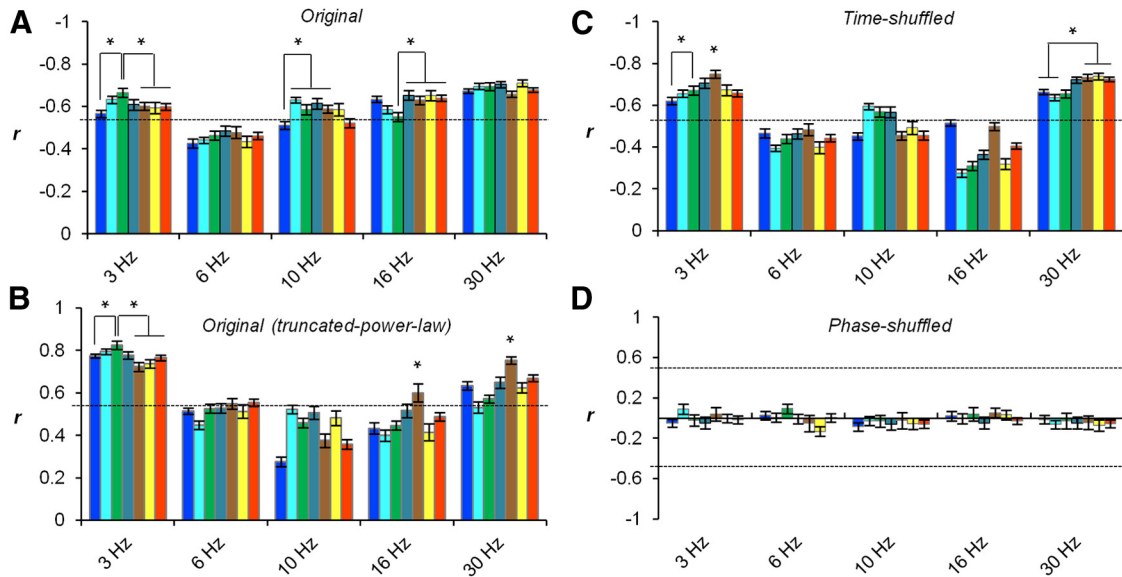 A
Original
*
*
*
*
-1
-0.8
-0.6
-0.4
-0.2
0
r
3 Hz
6 Hz
10 Hz
16 Hz
30 Hz
B
Original (truncated-power-law)
*
*
*
*
1
0.8
0.6
0.4
0.2
0
r
3 Hz
6 Hz
10 Hz
16 Hz
30 Hz
C
Time-shuffled
*
*
*
-1
-0.8
-0.6
-0.4
-0.2
0
r
3 Hz
6 Hz
10 Hz
16 Hz
30 Hz
D
Phase-shuffled
1
0.6
0.2
-0.2
-0.6
-1
r
3 Hz
6 Hz
10 Hz
16 Hz
30 Hz